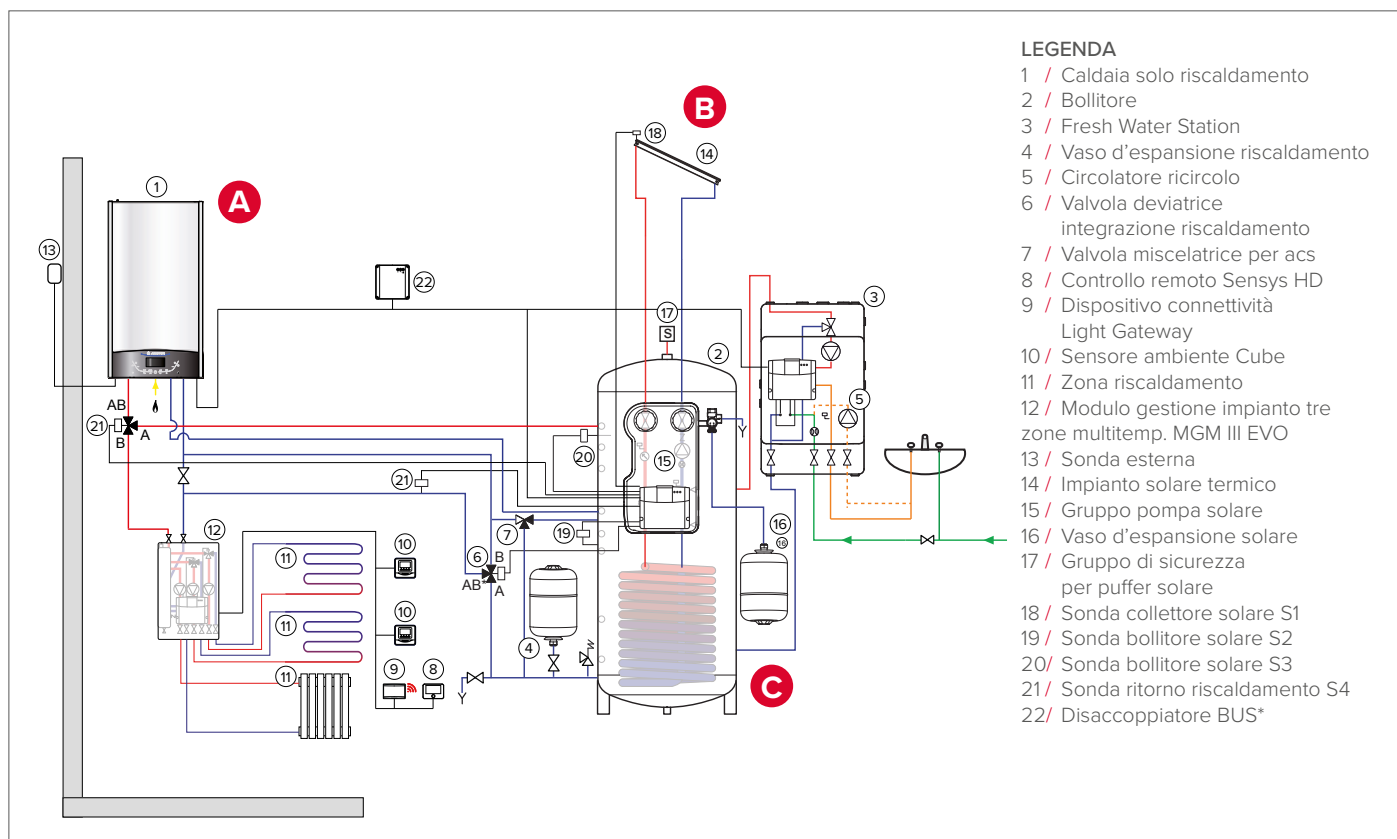 B
18
14
1
A
13
22
3
17
S
2
AB
21
A
B
5
20
15
21
7
19
16
16
12
6
B
AB*
A
10
11
10
11
4
9
8
11
C
LEGENDA
1 / Caldaia solo riscaldamento
2 / Bollitore
3 / Fresh Water Station
4 / Vaso d'espansione riscaldamento
5 / Circolatore ricircolo
6 / Valvola deviatrice
integrazione riscaldamento
7 / Valvola miscelatrice per acs
8 / Controllo remoto Sensys HD
9 / Dispositivo connettività
Light Gateway
10 / Sensore ambiente Cube
11 / Zona riscaldamento
12 / Modulo gestione impianto tre
zone multitemp. MGM III EVO
13 / Sonda esterna
14 / Impianto solare termico
15 / Gruppo pompa solare
16 / Vaso d'espansione solare
17 / Gruppo di sicurezza
per puffer solare
18 / Sonda collettore solare S1
19 / Sonda bollitore solare S2
20/ Sonda bollitore solare S3
21 / Sonda ritorno riscaldamento S4
22/ Disaccoppiatore BUS*